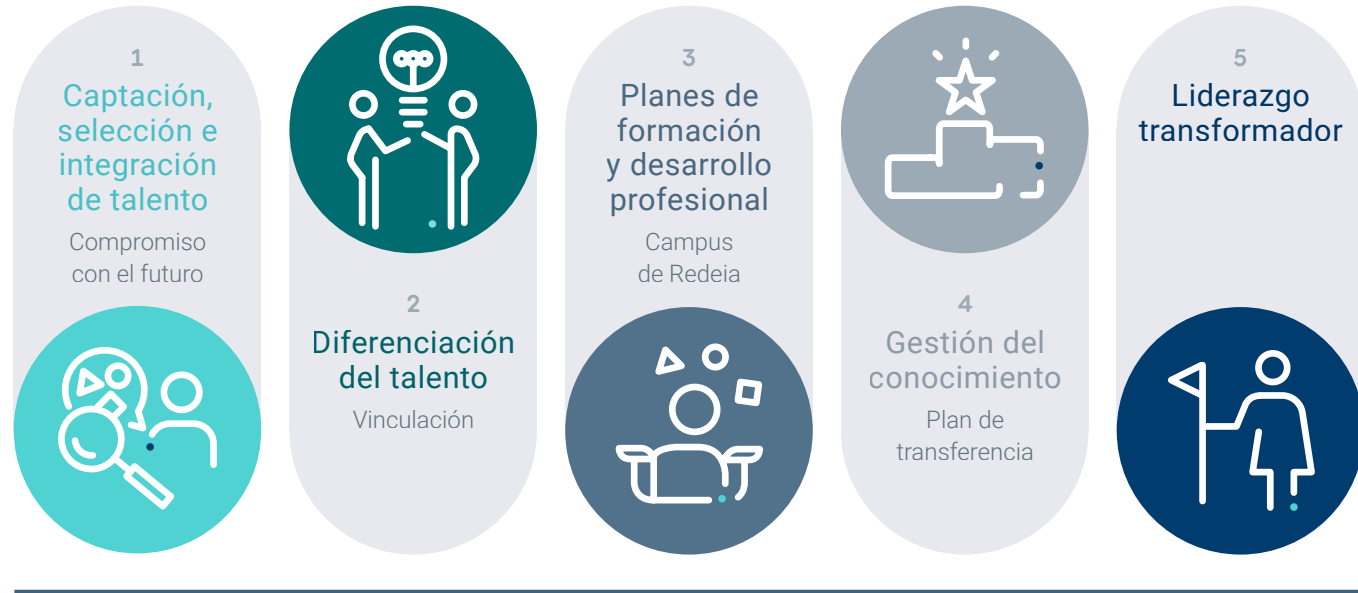 1
Captación,
selección e
integración
de talento
Compromiso
con el futuro
2
Diferenciación
del talento
Vinculación
3
Planes de
formación
y desarrollo
profesional
Campus
de Redeia
4
Gestión del
conocimiento
Plan de
transferencia
5
Liderazgo
transformador